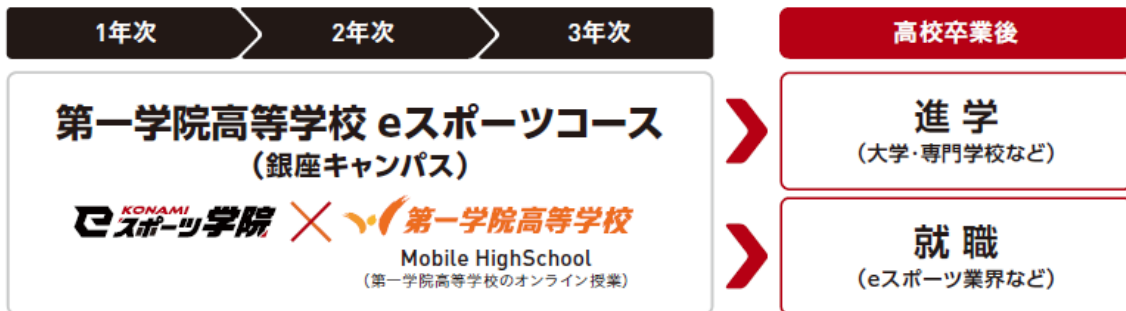 1年次
2年次
3年次
高校卒業後
第一学院高等学校 eスポーツコース
(銀座キャンパス)
KONAMI
eスポーツ学院
×
第一学院高等学校
Mobile HighSchool
(第一学院高等学校のオンライン授業)
進学
(大学・専門学校など)
就職
(eスポーツ業界など)